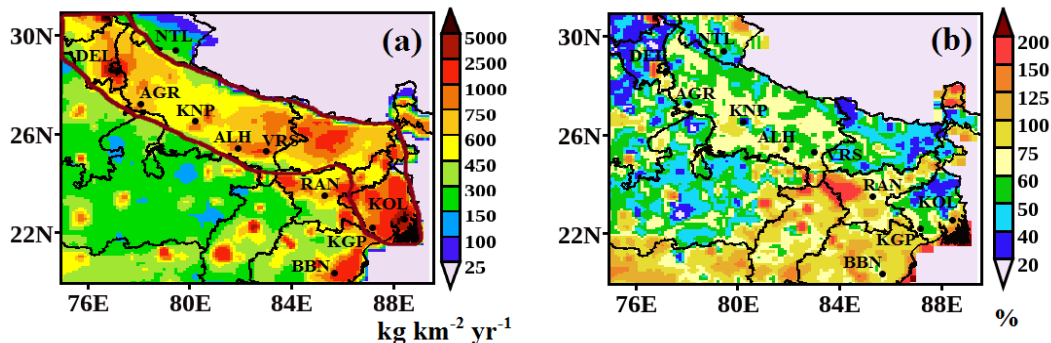 30N
26N
22N
76E
80E
84E
88E
(a)
NTL
DEL
AGR
KNP
ALH
VRS
RAN
KOL
KGP
BBN
5000
2500
1000
750
600
450
300
150
100
25
kg km-2 yr-1
30N
26N
22N
76E
80E
84E
88E
(b)
NTL
DEL
AGR
KNP
ALH
VRS
RAN
KOL
KGP
BBN
200
150
125
100
75
60
50
40
20
%